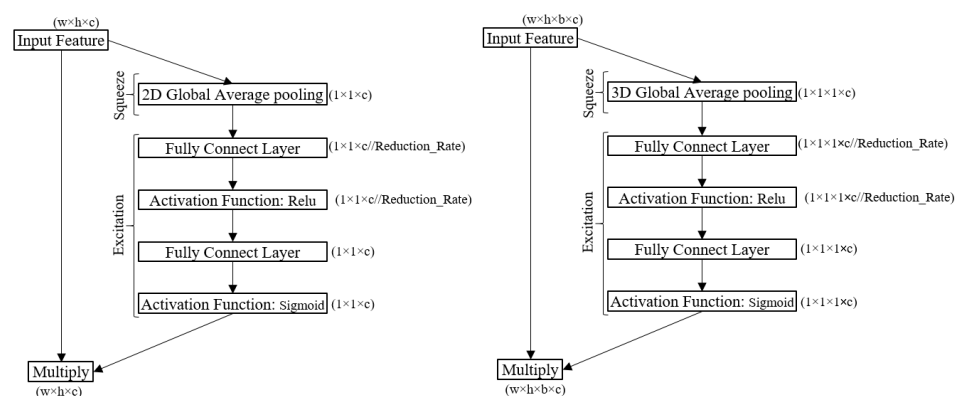 (w×h×c)
Input Feature
Squeeze
2D Global Average pooling
(1×1×c)
Excitation
Fully Connect Layer
(1×1×c//Reduction_Rate)
Activation Function: Relu
(1×1×c//Reduction_Rate)
Fully Connect Layer
(1×1×c)
Activation Function: Sigmoid
(1×1×c)
Multiply
(w×h×c)
(w×h×b×c)
Input Feature
Squeeze
3D Global Average pooling
(1×1×1×c)
Excitation
Fully Connect Layer
(1×1×1×c//Reduction_Rate)
Activation Function: Relu
(1×1×1×c//Reduction_Rate)
Fully Connect Layer
(1×1×1×c)
Activation Function: Sigmoid
(1×1×1×c)
Multiply
(w×h×b×c)